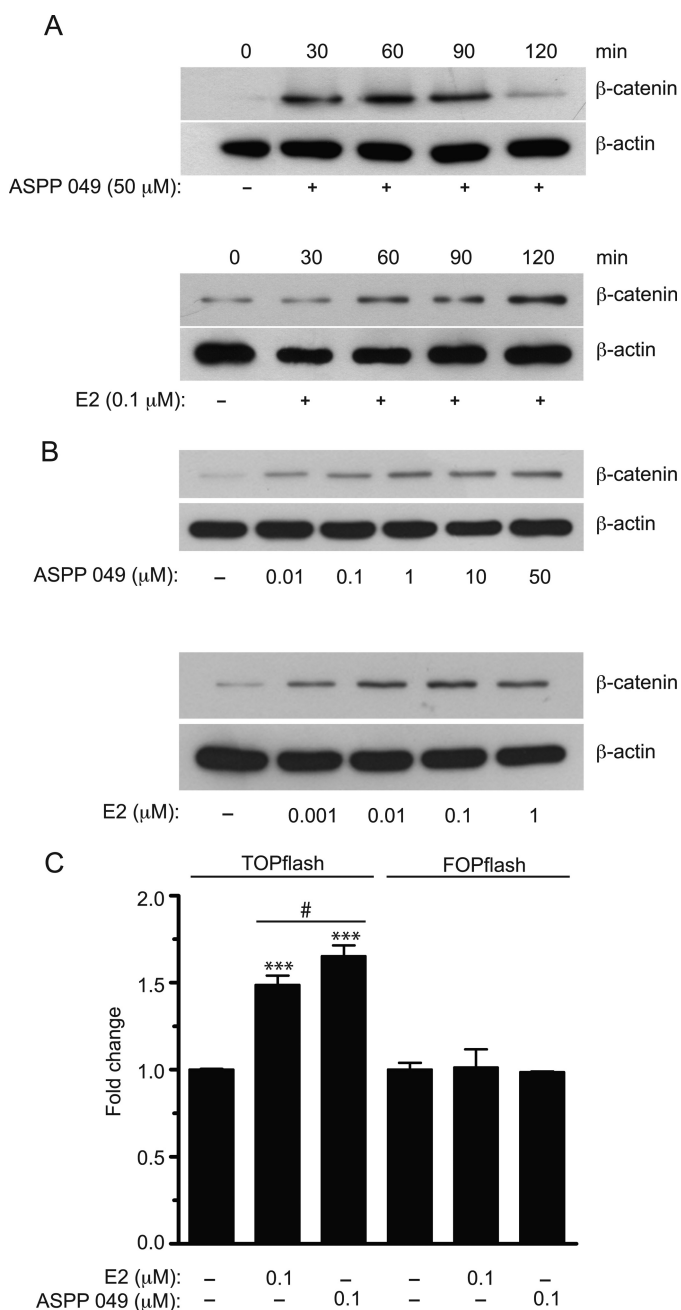 A
0 30 60 90 120 min
β-catenin
β-actin
ASPP 049 (50 μM): – + + + +
0 30 60 90 120 min
β-catenin
β-actin
E2 (0.1 μM): – + + + +
B
β-catenin
β-actin
ASPP 049 (μM): – 0.01 0.1 1 10 50
β-catenin
β-actin
E2 (μM): – 0.001 0.01 0.1 1
C
TOPflash FOPflash
2.0
#
***
***
1.5
Fold change
1.0
0.5
0.0
E2 (μM): – 0.1 – – 0.1 –
ASPP 049 (μM): – – 0.1 – – 0.1